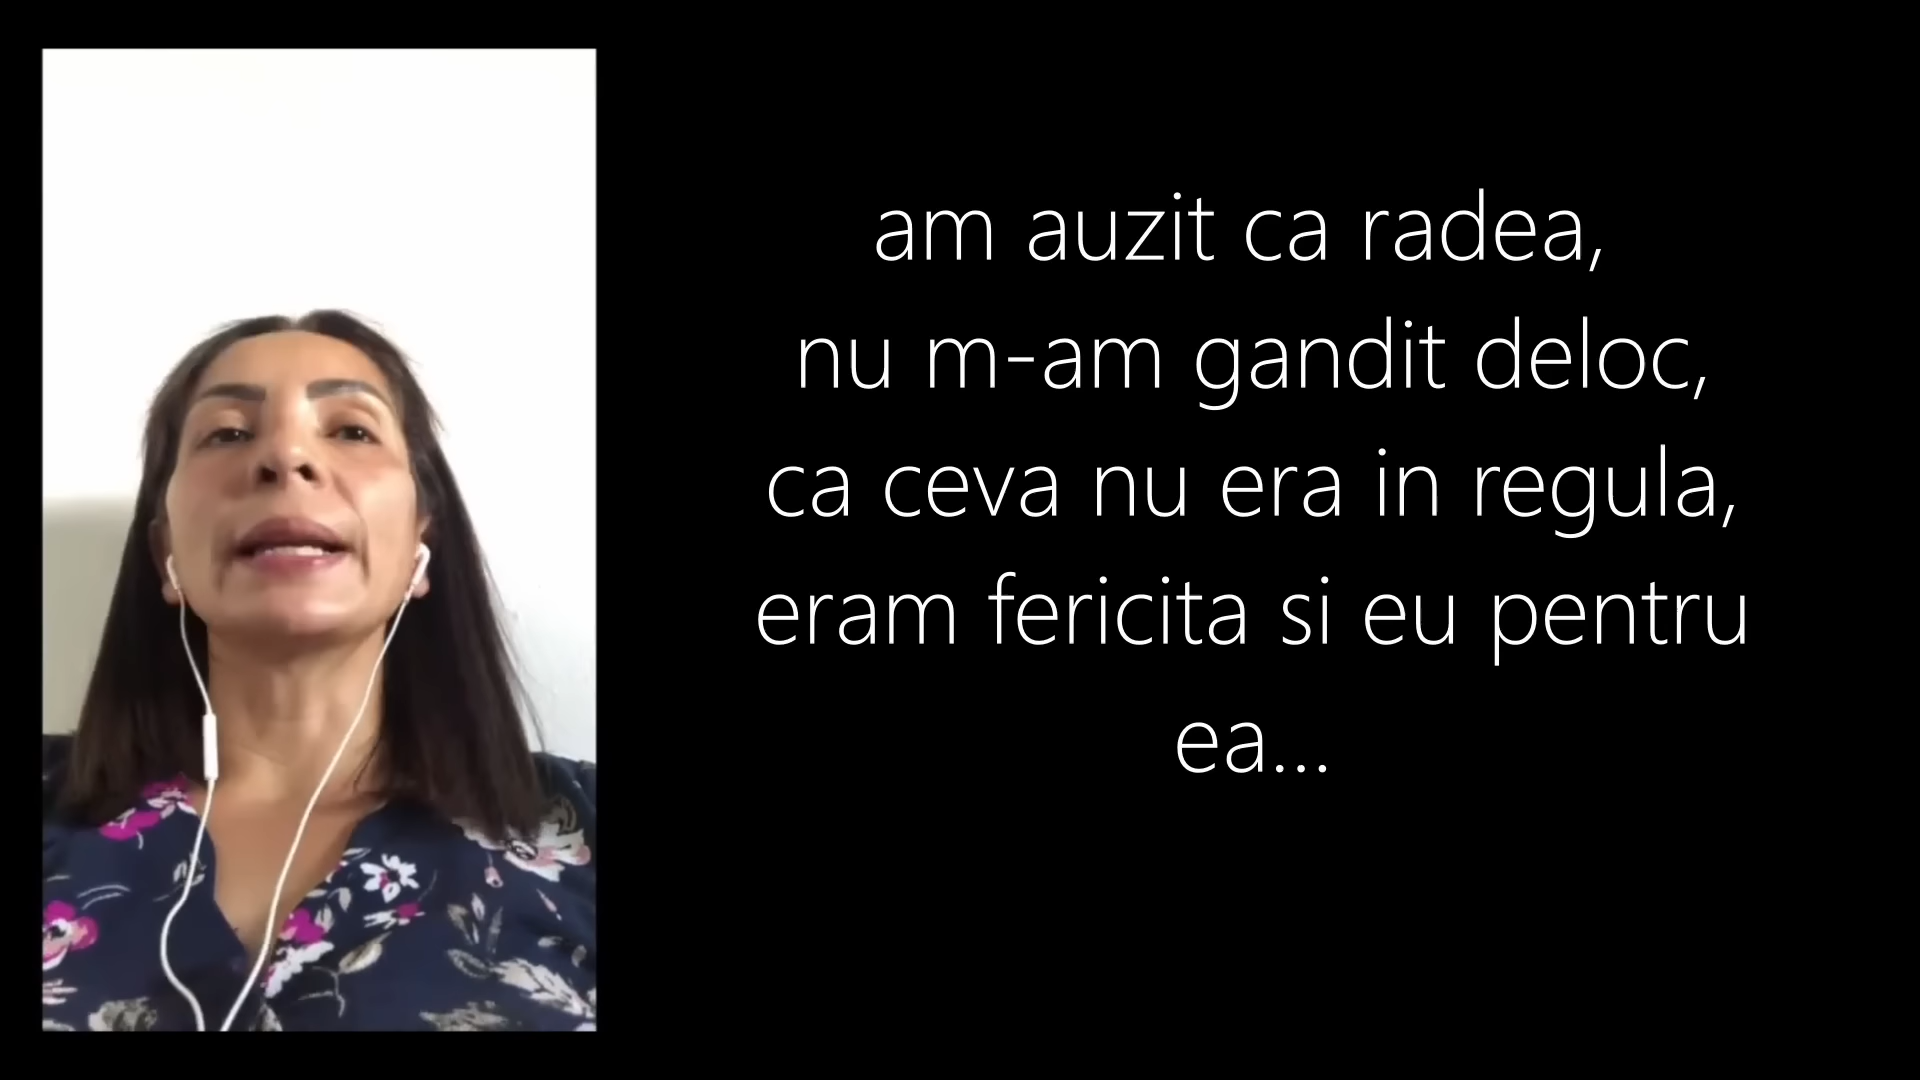 am auzit ca radea,
nu m-am gandit deloc,
ca ceva nu era in regula,
eram fericita si eu pentru
ea...